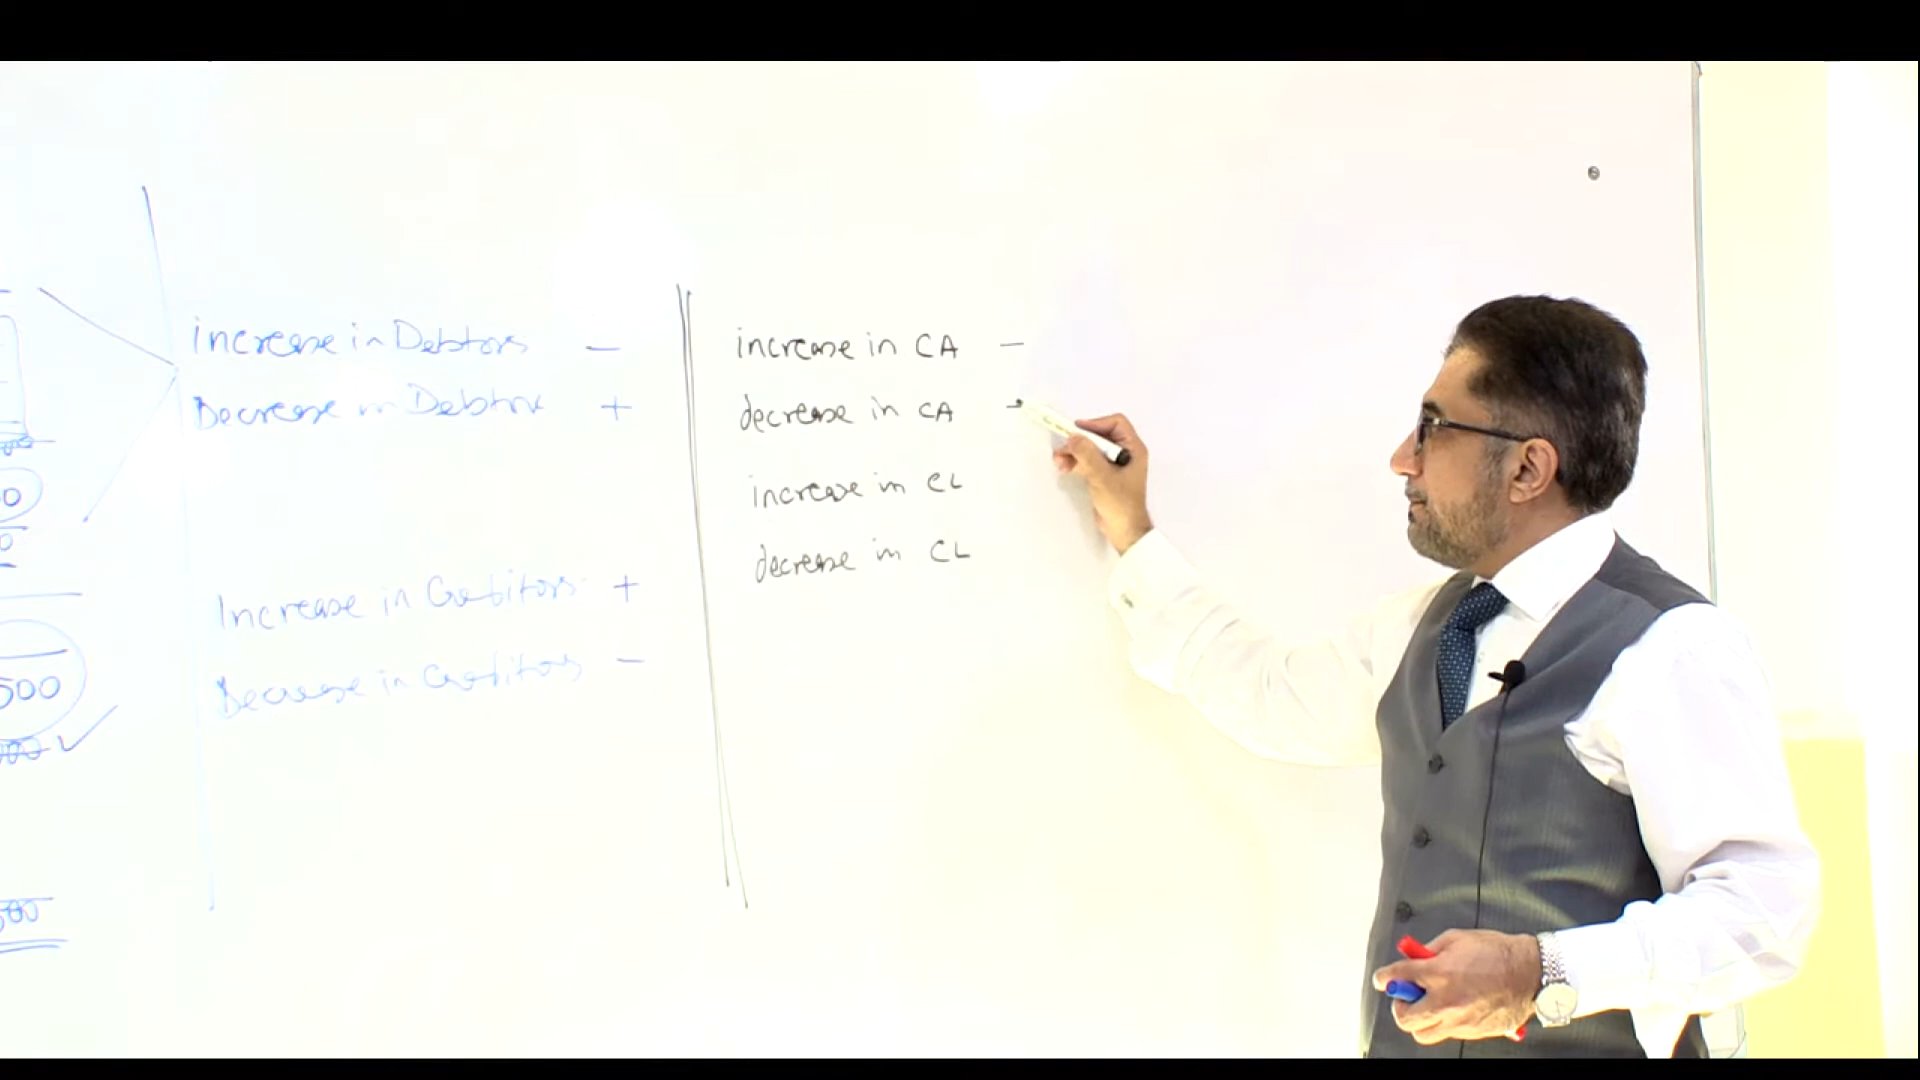 increase in Debtors –
Decrease in Debtors +
Increase in Creditors +
Decrease in Creditors –
500
increase in CA –
decrease in CA
increase in CL
decrease in CL